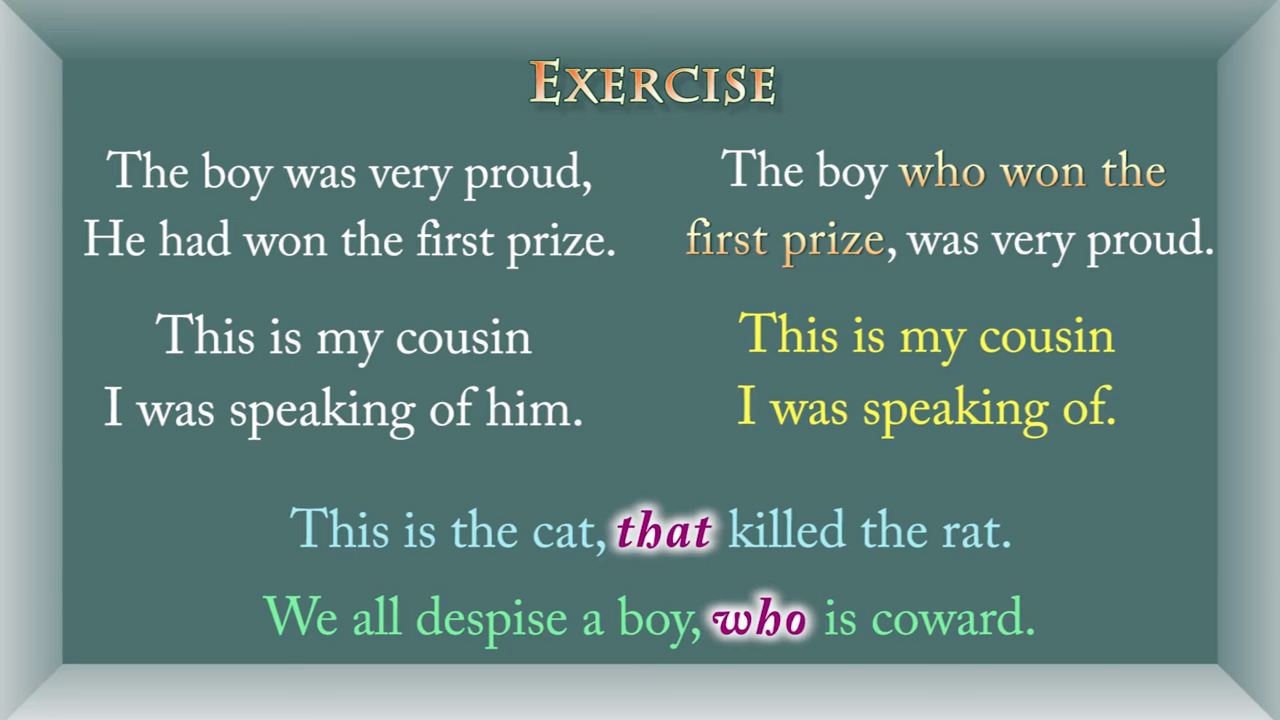 EXERCISE
The boy was very proud,
He had won the first prize.
The boy who won the
first prize, was very proud.
This is my cousin
I was speaking of him.
This is my cousin
I was speaking of.
This is the cat, that killed the rat.
We all despise a boy, who is coward.